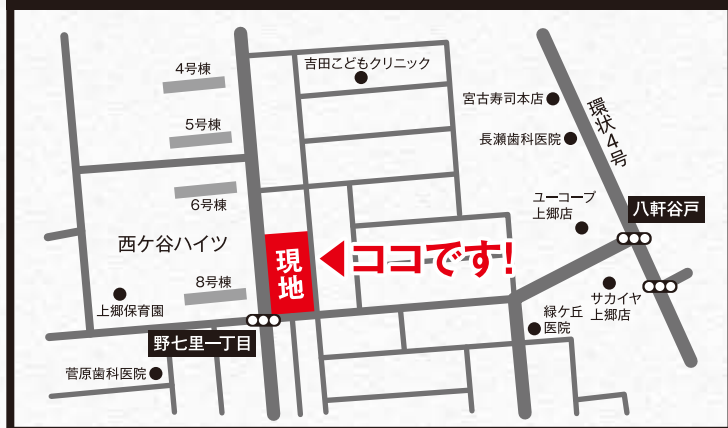 4号棟
吉田こどもクリニック
宮古寿司本店
環状4号
5号棟
長瀬歯科医院
6号棟
ユーコープ
上郷店
八軒谷戸
西ケ谷ハイツ
現地
ココです!
8号棟
上郷保育園
サカイヤ
上郷店
緑ケ丘
医院
野七里一丁目
菅原歯科医院